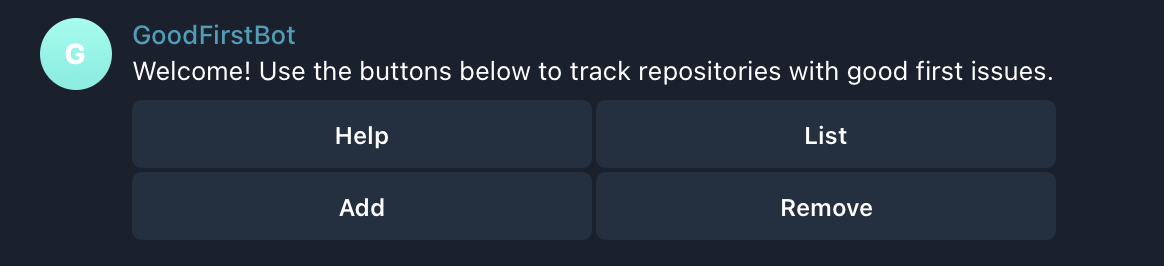 G
GoodFirstBot
Welcome! Use the buttons below to track repositories with good first issues.
Help
List
Add
Remove